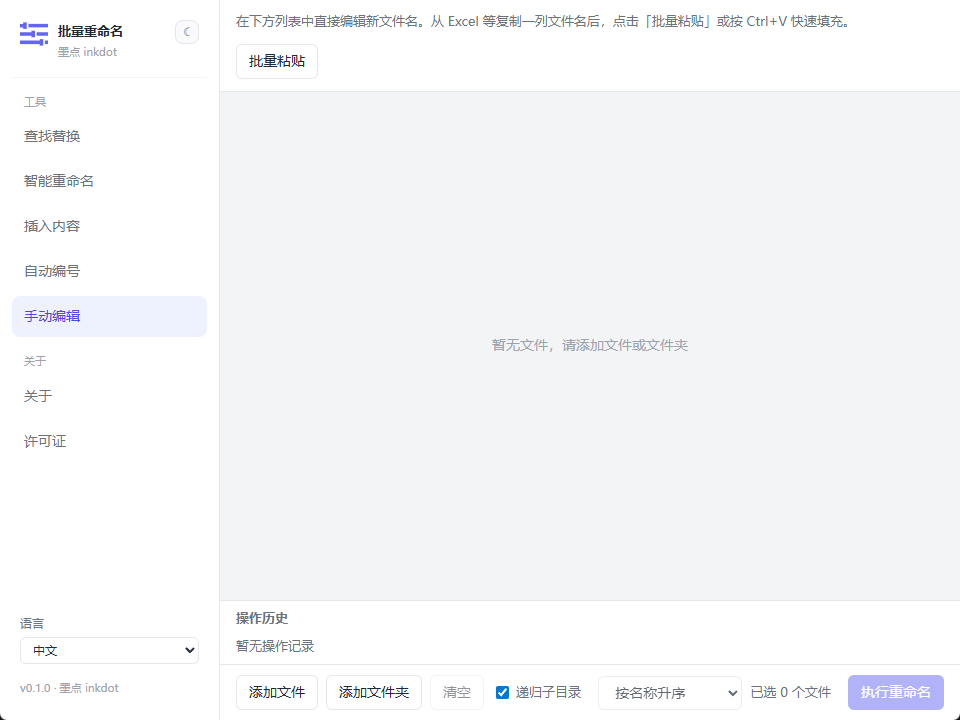 批量重命名
墨点 inkdot
工具
查找替换
智能重命名
插入内容
自动编号
手动编辑
关于
关于
许可证
语言
中文
v0.1.0 · 墨点 inkdot
在下方列表中直接编辑新文件名。从 Excel 等复制一列文件名后，点击「批量粘贴」或按 Ctrl+V 快速填充。
批量粘贴
暂无文件，请添加文件或文件夹
操作历史
暂无操作记录
添加文件 添加文件夹 清空 递归子目录 按名称升序 已选 0 个文件 执行重命名